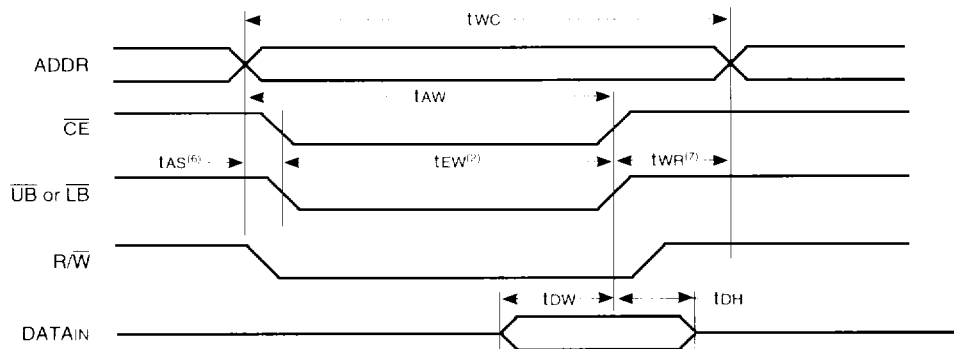 tWC
ADDR
tAW
CE
tAS(6) tEW(2) tWR(7)
UB or LB
R/W
tDW tDH
DATAIN